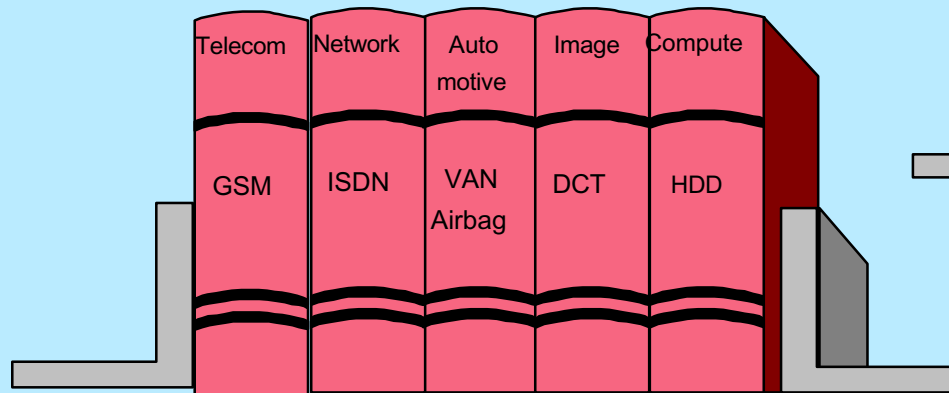 Telecom
Network
Auto
motive
Image
Compute
GSM
ISDN
VAN
Airbag
DCT
HDD